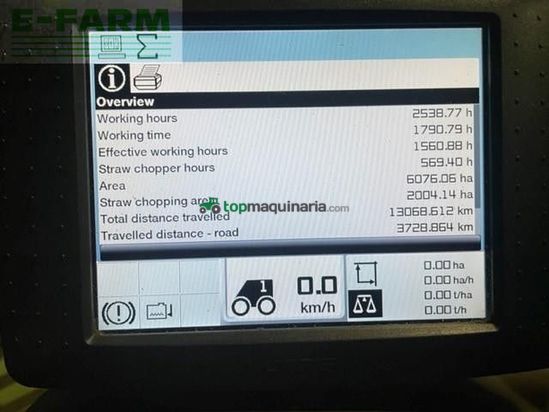 E-FARM
Overview
Working hours 2538.77 h
Working time 1790.79 h
Effective working hours 1560.88 h
Straw chopper hours 569.40 h
Area 6076.06 ha
Straw chopping area 2004.14 ha
Total distance travelled 13068.612 km
Travelled distance - road 3728.864 km
topmaquinaria.com
1 0.0 km/h
0.00 ha
0.00 ha/h
0.00 t/ha
0.00 t/h